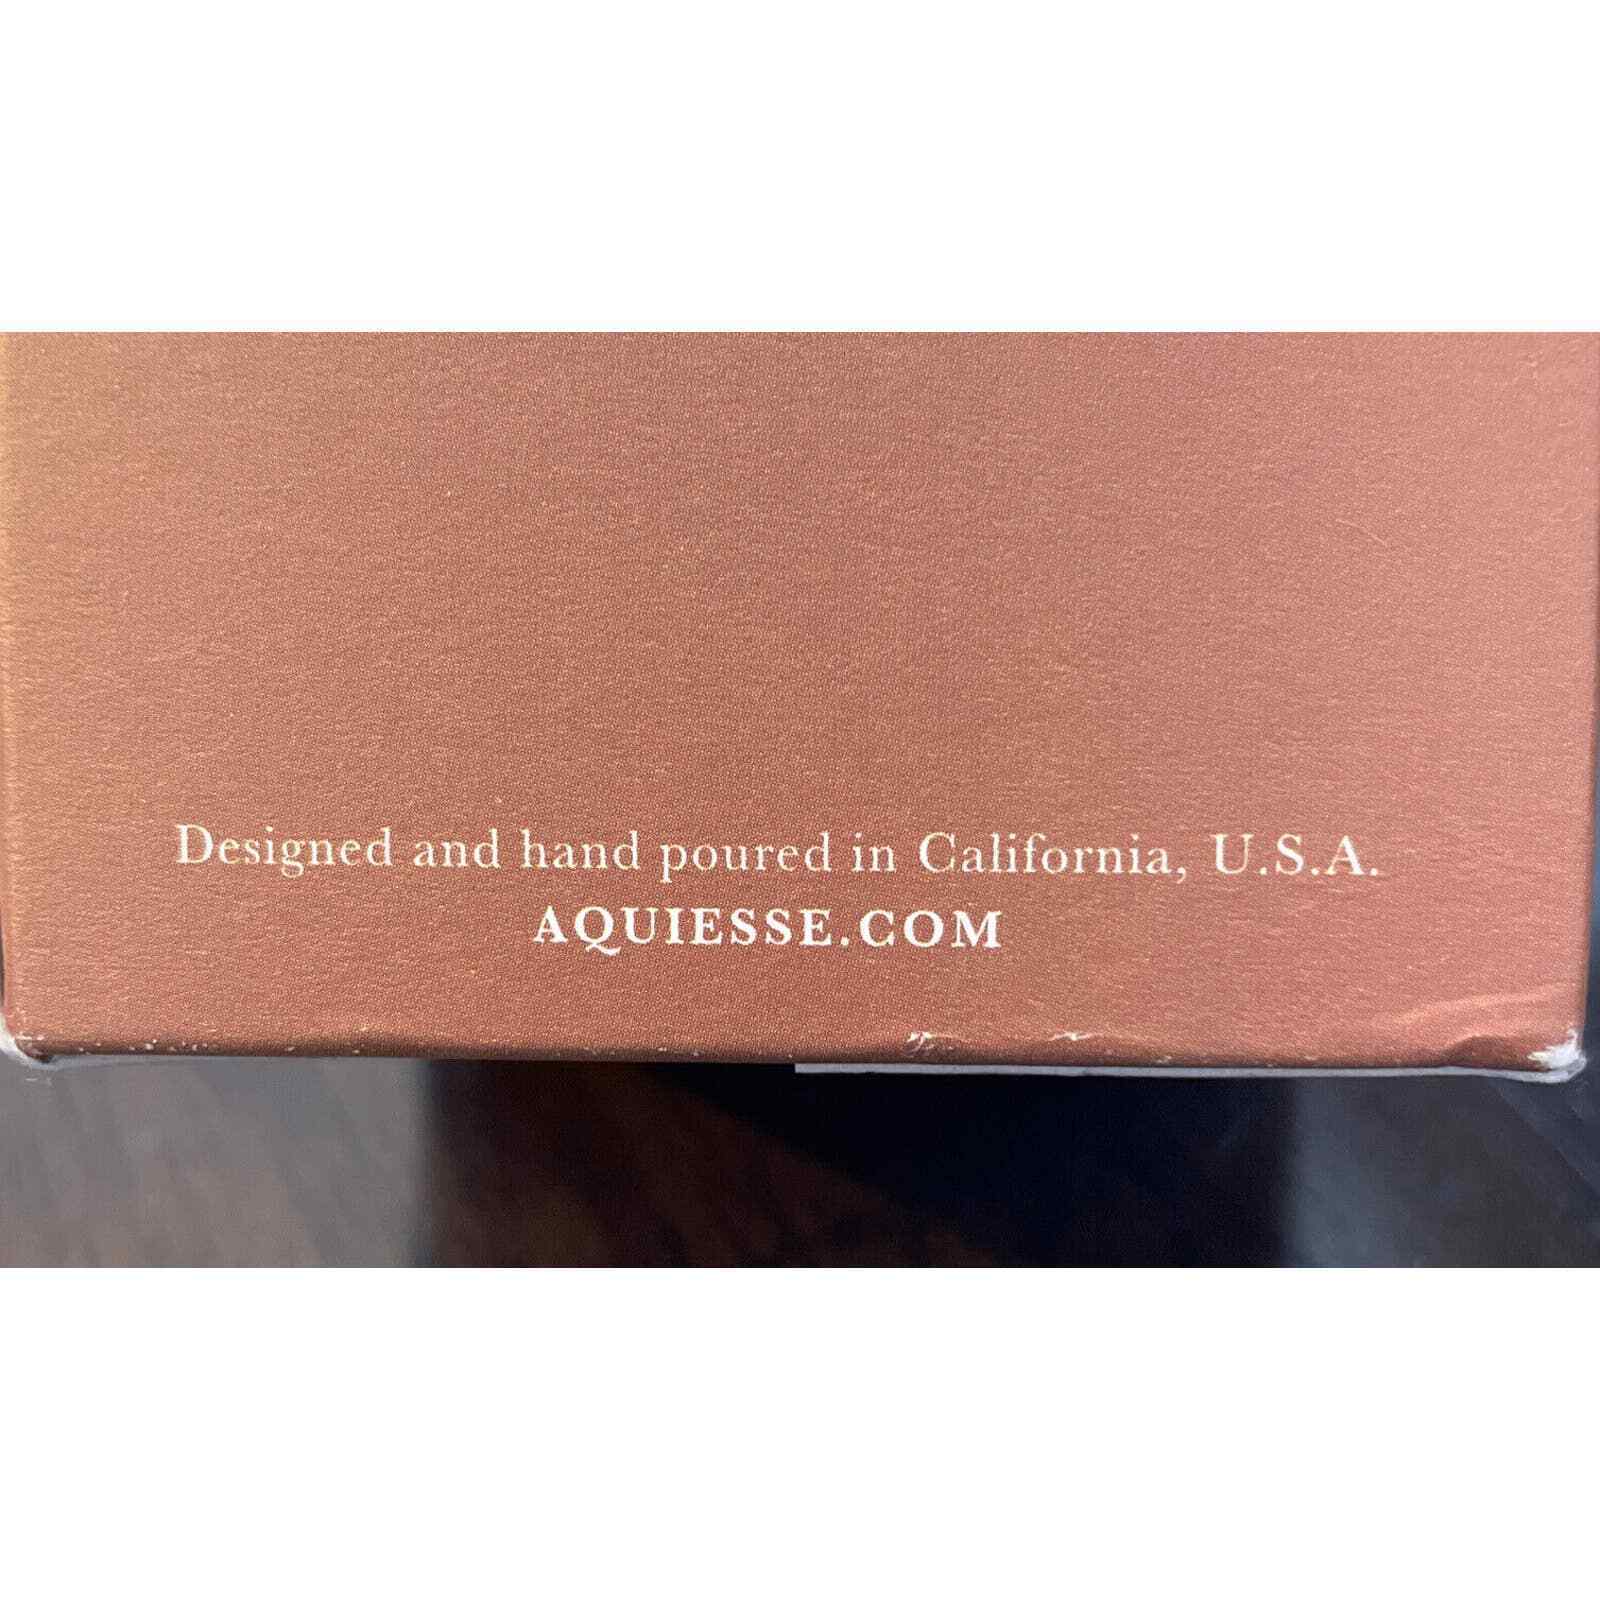 Designed and hand poured in California, U.S.A.
AQUIESSE.COM